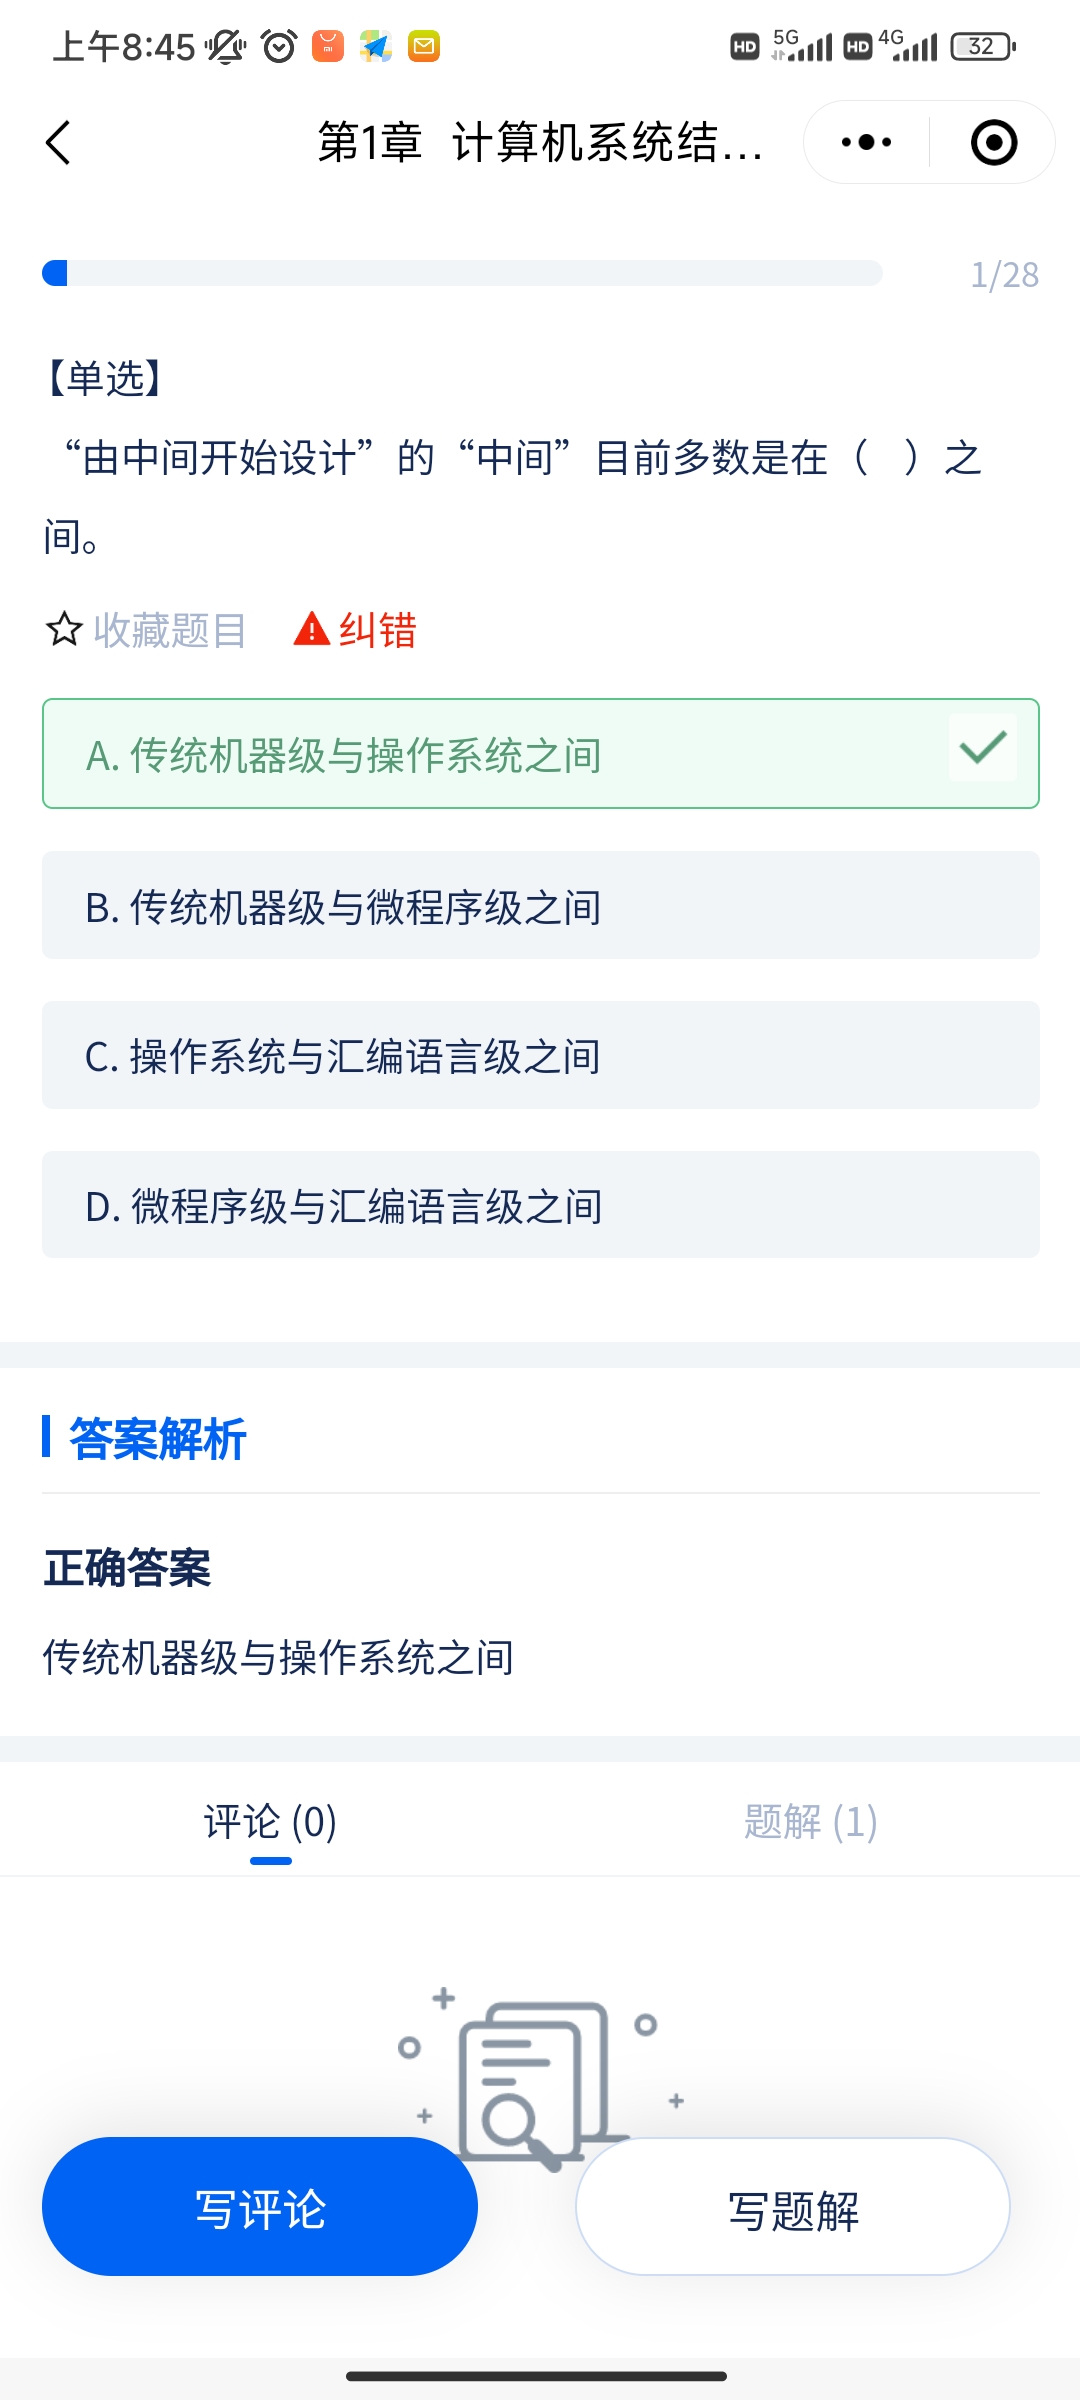 上午8:45
HD 5G HD 4G 32
第1章 计算机系统结...
1/28
【单选】
“由中间开始设计”的“中间”目前多数是在（ ）之
间。
收藏题目 纠错
A. 传统机器级与操作系统之间
B. 传统机器级与微程序级之间
C. 操作系统与汇编语言级之间
D. 微程序级与汇编语言级之间
答案解析
正确答案
传统机器级与操作系统之间
评论 (0) 题解 (1)
写评论 写题解